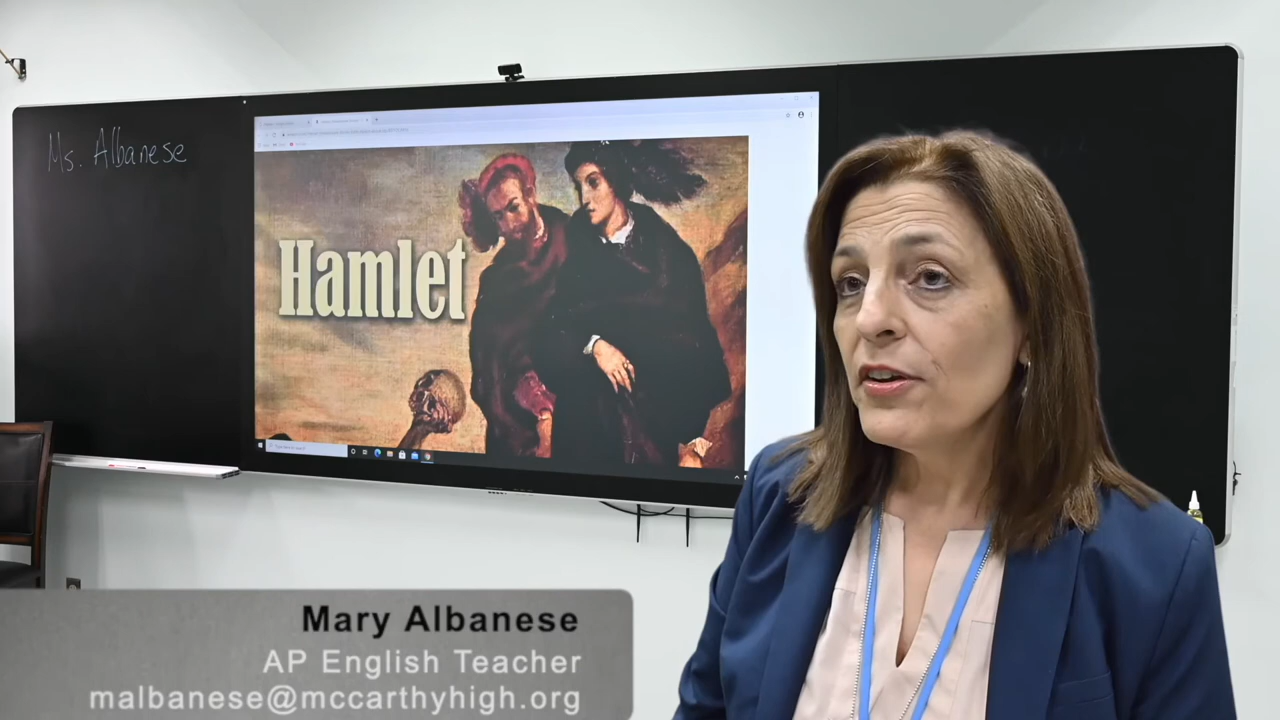 Ms. Albanese
Hamlet
Mary Albanese
AP English Teacher
malbanese@mccarthyhigh.org